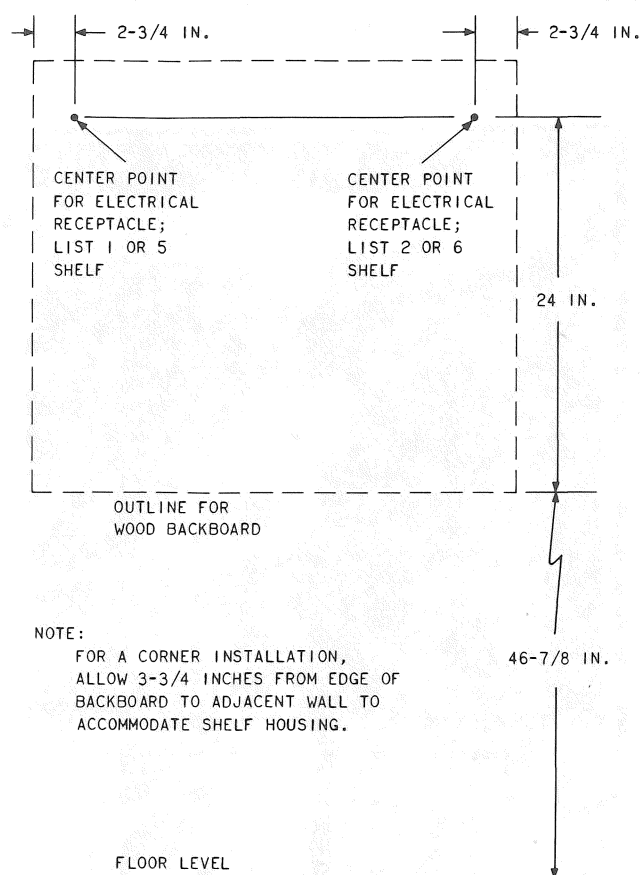 2-3/4 IN.
2-3/4 IN.
CENTER POINT
FOR ELECTRICAL
RECEPTACLE;
LIST 1 OR 5
SHELF
CENTER POINT
FOR ELECTRICAL
RECEPTACLE;
LIST 2 OR 6
SHELF
24 IN.
OUTLINE FOR
WOOD BACKBOARD
NOTE:
FOR A CORNER INSTALLATION,
ALLOW 3-3/4 INCHES FROM EDGE OF
BACKBOARD TO ADJACENT WALL TO
ACCOMMODATE SHELF HOUSING.
46-7/8 IN.
FLOOR LEVEL